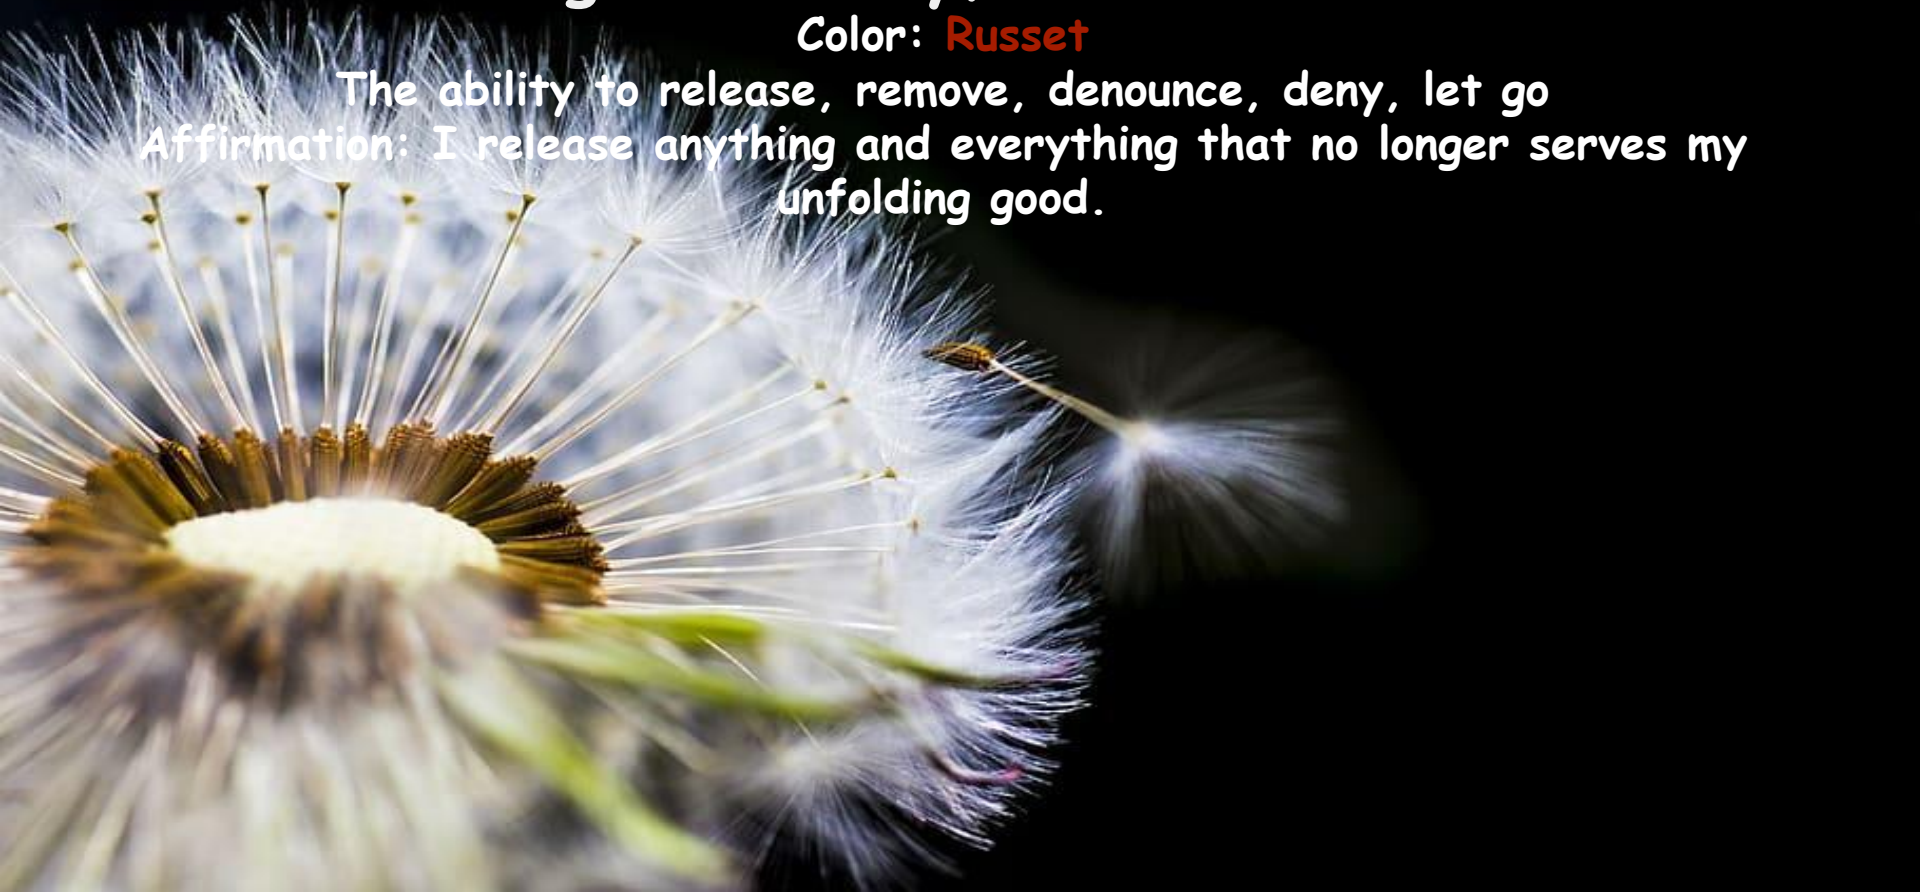 Color: Russet
The ability to release, remove, denounce, deny, let go
Affirmation: I release anything and everything that no longer serves my
unfolding good.